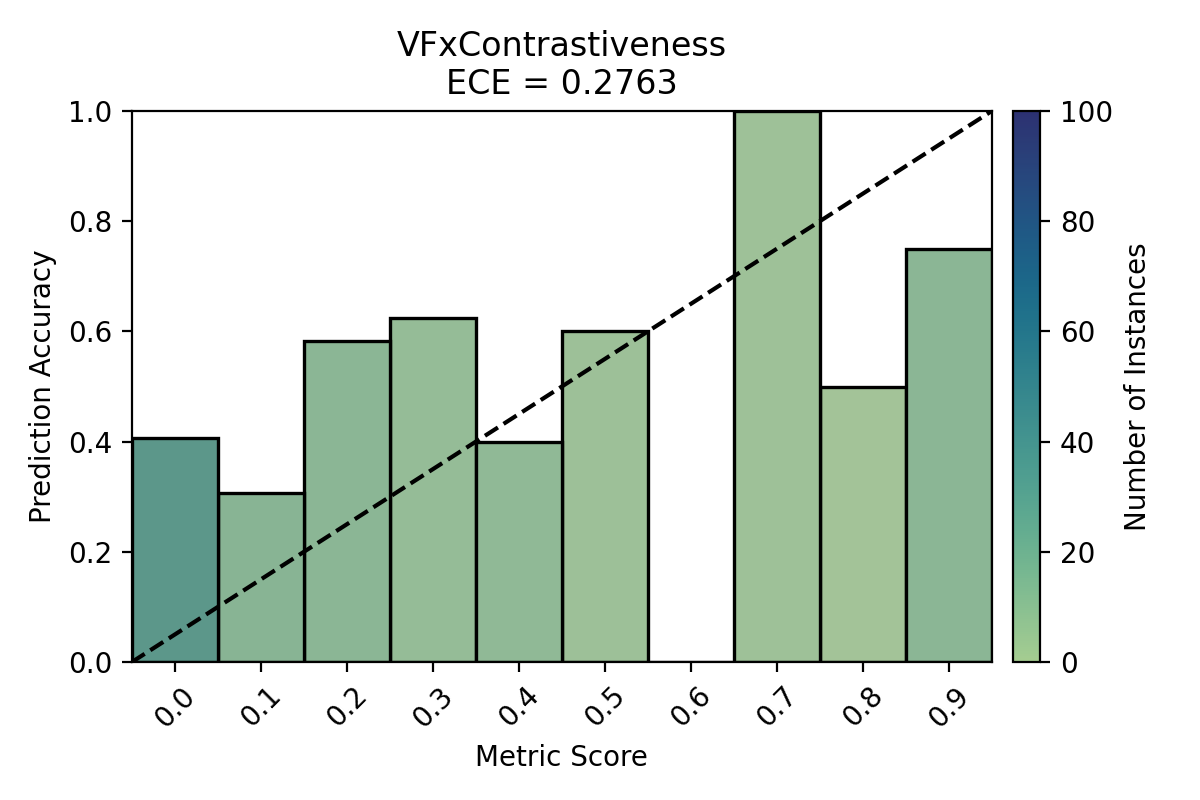 VFxContrastiveness
ECE = 0.2763
1.0
0.8
0.6
0.4
0.2
0.0
Prediction Accuracy
0.0 0.1 0.2 0.3 0.4 0.5 0.6 0.7 0.8 0.9
Metric Score
100
80
60
40
20
0
Number of Instances